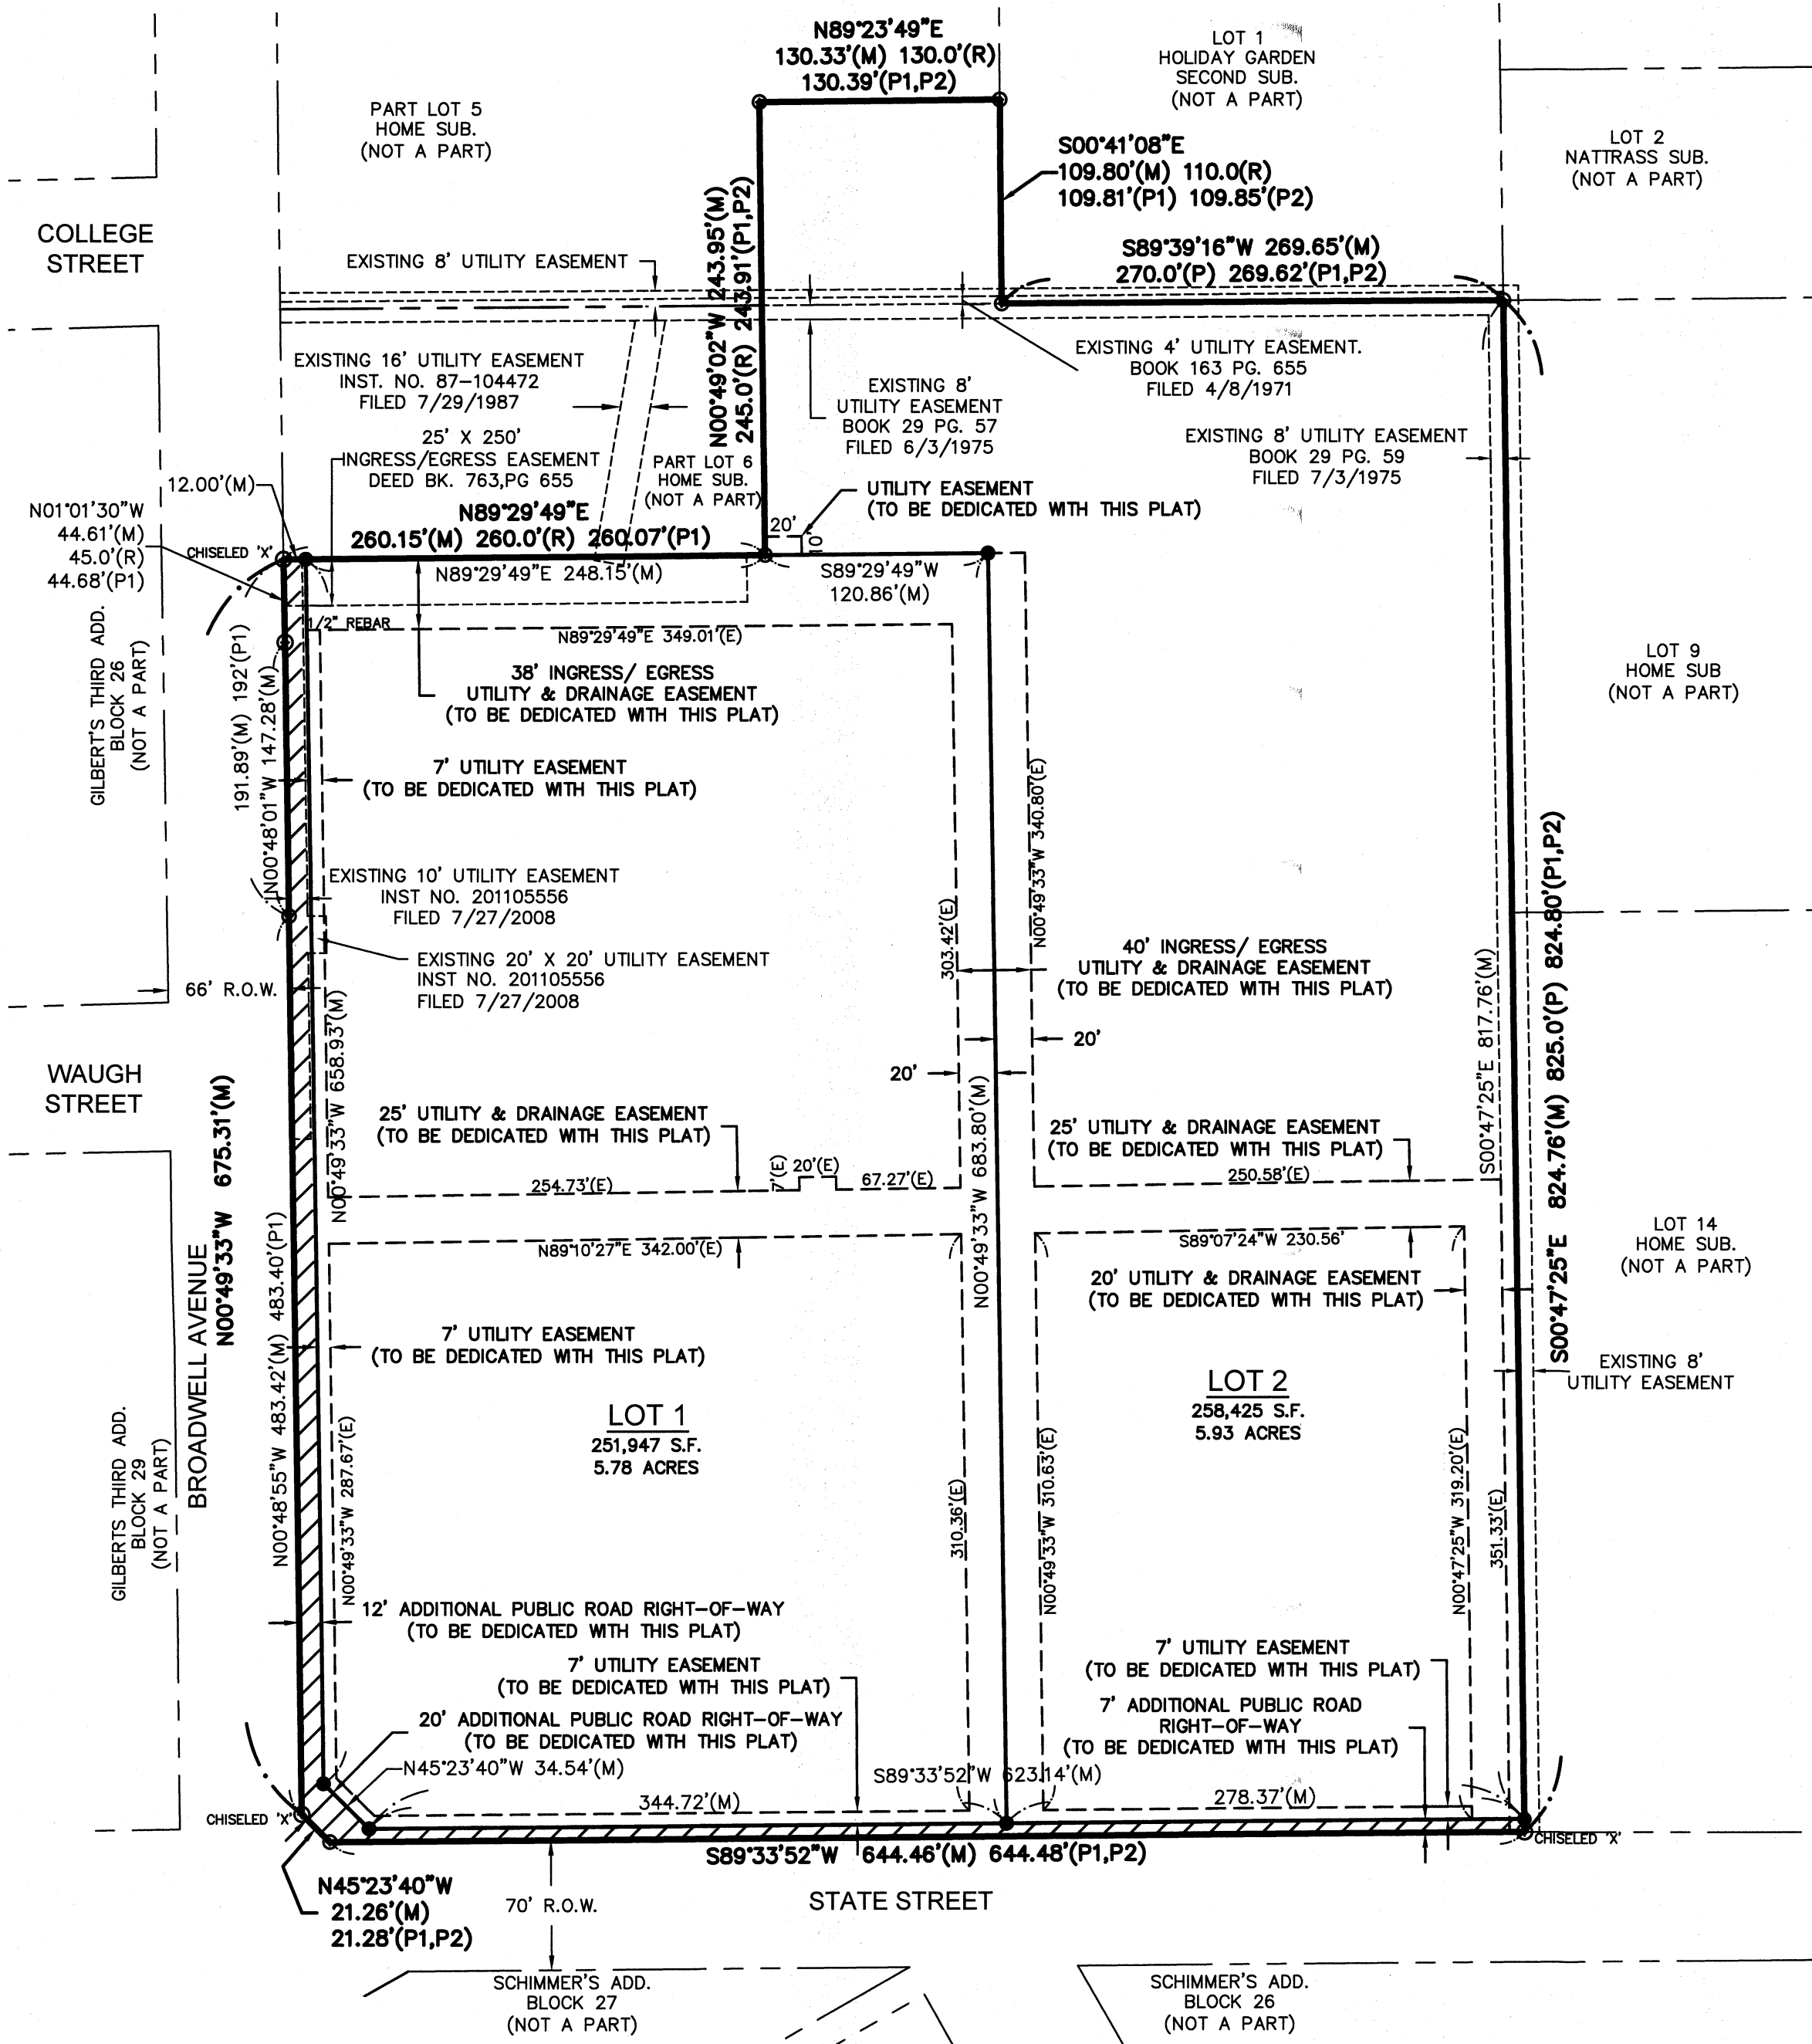 N89°23'49"E
130.33'(M) 130.0'(R)
130.39'(P1,P2)
LOT 1
HOLIDAY GARDEN
SECOND SUB.
(NOT A PART)
PART LOT 5
HOME SUB.
(NOT A PART)
LOT 2
NATTRASS SUB.
(NOT A PART)
S00°41'08"E
109.80'(M) 110.0(R)
109.81'(P1) 109.85'(P2)
COLLEGE
STREET
N00°49'02"W 243.95'(M)
245.0'(R) 243.91'(P1,P2)
EXISTING 8' UTILITY EASEMENT
S89°39'16"W 269.65'(M)
270.0'(P) 269.62'(P1,P2)
EXISTING 16' UTILITY EASEMENT
INST. NO. 87-104472
FILED 7/29/1987
EXISTING 8'
UTILITY EASEMENT
BOOK 29 PG. 57
FILED 6/3/1975
EXISTING 4' UTILITY EASEMENT.
BOOK 163 PG. 655
FILED 4/8/1971
25' X 250'
INGRESS/EGRESS EASEMENT
DEED BK. 763,PG 655
PART LOT 6
HOME SUB.
(NOT A PART)
EXISTING 8' UTILITY EASEMENT
BOOK 29 PG. 59
FILED 7/3/1975
12.00'(M)
N01°01'30"W
44.61'(M)
45.0'(R)
44.68'(P1)
CHISELED 'X'
UTILITY EASEMENT
(TO BE DEDICATED WITH THIS PLAT)
20'
10'
N89°29'49"E
260.15'(M) 260.0'(R) 260.07'(P1)
N89°29'49"E 248.15'(M)
S89°29'49"W
120.86'(M)
1/2" REBAR
N89°29'49"E 349.01'(E)
GILBERT'S THIRD ADD.
BLOCK 26
(NOT A PART)
191.89'(M) 192'(P1)
N00°48'01"W 147.28'(M)
38' INGRESS/ EGRESS
UTILITY & DRAINAGE EASEMENT
(TO BE DEDICATED WITH THIS PLAT)
LOT 9
HOME SUB
(NOT A PART)
7' UTILITY EASEMENT
(TO BE DEDICATED WITH THIS PLAT)
N00°49'33"W 340.80'(E)
EXISTING 10' UTILITY EASEMENT
INST NO. 201105556
FILED 7/27/2008
303.42'(E)
S00°47'25"E 824.76'(M) 825.0'(P) 824.80'(P1,P2)
EXISTING 20' X 20' UTILITY EASEMENT
INST NO. 201105556
FILED 7/27/2008
40' INGRESS/ EGRESS
UTILITY & DRAINAGE EASEMENT
(TO BE DEDICATED WITH THIS PLAT)
66' R.O.W.
N00°49'33"W 658.93'(M)
S00°47'25"E 817.76'(M)
20'
20'
WAUGH
STREET
N00°49'33"W 675.31'(M)
25' UTILITY & DRAINAGE EASEMENT
(TO BE DEDICATED WITH THIS PLAT)
N00°49'33"W 683.80'(M)
25' UTILITY & DRAINAGE EASEMENT
(TO BE DEDICATED WITH THIS PLAT)
254.73'(E)
7'(E)
20'(E)
67.27'(E)
250.58'(E)
N89°10'27"E 342.00'(E)
S89°07'24"W 230.56'
LOT 14
HOME SUB.
(NOT A PART)
BROADWELL AVENUE
N00°48'55"W 483.42'(M) 483.40'(P1)
20' UTILITY & DRAINAGE EASEMENT
(TO BE DEDICATED WITH THIS PLAT)
7' UTILITY EASEMENT
(TO BE DEDICATED WITH THIS PLAT)
EXISTING 8'
UTILITY EASEMENT
LOT 1
251,947 S.F.
5.78 ACRES
LOT 2
258,425 S.F.
5.93 ACRES
GILBERTS THIRD ADD.
BLOCK 29
(NOT A PART)
N00°49'33"W 287.67'(E)
310.36'(E)
N00°49'33"W 310.63'(E)
N00°47'25"W 319.20'(E)
351.33'(E)
12' ADDITIONAL PUBLIC ROAD RIGHT-OF-WAY
(TO BE DEDICATED WITH THIS PLAT)
7' UTILITY EASEMENT
(TO BE DEDICATED WITH THIS PLAT)
7' UTILITY EASEMENT
(TO BE DEDICATED WITH THIS PLAT)
20' ADDITIONAL PUBLIC ROAD RIGHT-OF-WAY
(TO BE DEDICATED WITH THIS PLAT)
7' ADDITIONAL PUBLIC ROAD
RIGHT-OF-WAY
(TO BE DEDICATED WITH THIS PLAT)
N45°23'40"W 34.54'(M)
S89°33'52"W 623.14'(M)
344.72'(M)
278.37'(M)
CHISELED 'X'
CHISELED 'X'
S89°33'52"W 644.46'(M) 644.48'(P1,P2)
N45°23'40"W
21.26'(M)
21.28'(P1,P2)
70' R.O.W.
STATE STREET
SCHIMMER'S ADD.
BLOCK 27
(NOT A PART)
SCHIMMER'S ADD.
BLOCK 26
(NOT A PART)